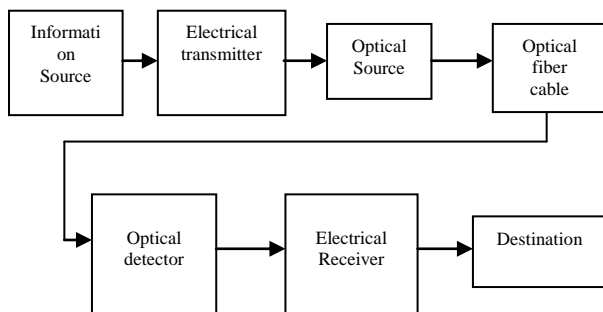 Informati
on
Source
Electrical
transmitter
Optical
Source
Optical
fiber
cable
Optical
detector
Electrical
Receiver
Destination